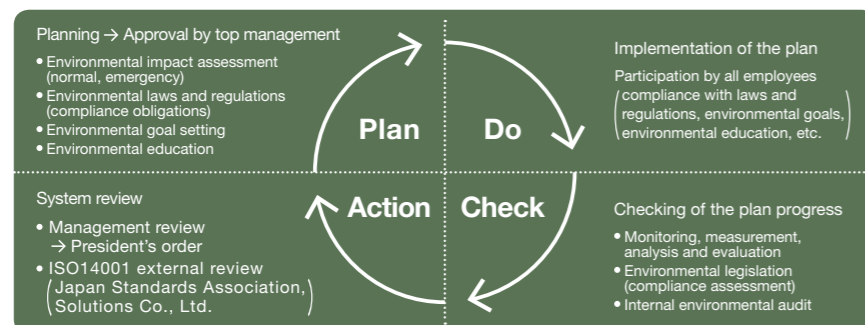 Planning → Approval by top management
• Environmental impact assessment
(normal, emergency)
• Environmental laws and regulations
(compliance obligations)
• Environmental goal setting
• Environmental education
Plan
Do
Implementation of the plan
Participation by all employees
(compliance with laws and
regulations, environmental goals,
environmental education, etc.)
System review
• Management review
→ President’s order
• ISO14001 external review
(Japan Standards Association,
Solutions Co., Ltd.)
Action
Check
Checking of the plan progress
• Monitoring, measurement,
analysis and evaluation
• Environmental legislation
(compliance assessment)
• Internal environmental audit